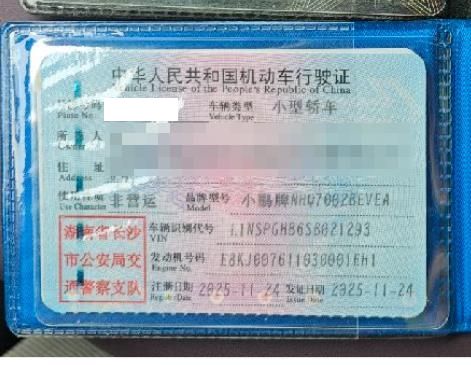 中华人民共和国机动车行驶证
Vehicle License of the People's Republic of China
号牌号码 车辆类型 小型轿车
Plate No. Vehicle Type
所有人
Owner
住址
Address
使用性质 非营运 品牌型号 小鹏牌NHQ7002BEVEA
Use Character Model
湖南省长沙市公安局交通警察支队
车辆识别代号 L1NSPGHB6SB021293
VIN
发动机号码 E8KJ007611030001EH1
Engine No.
注册日期 2025-11-24 发证日期 2025-11-24
Register Date Issue Date